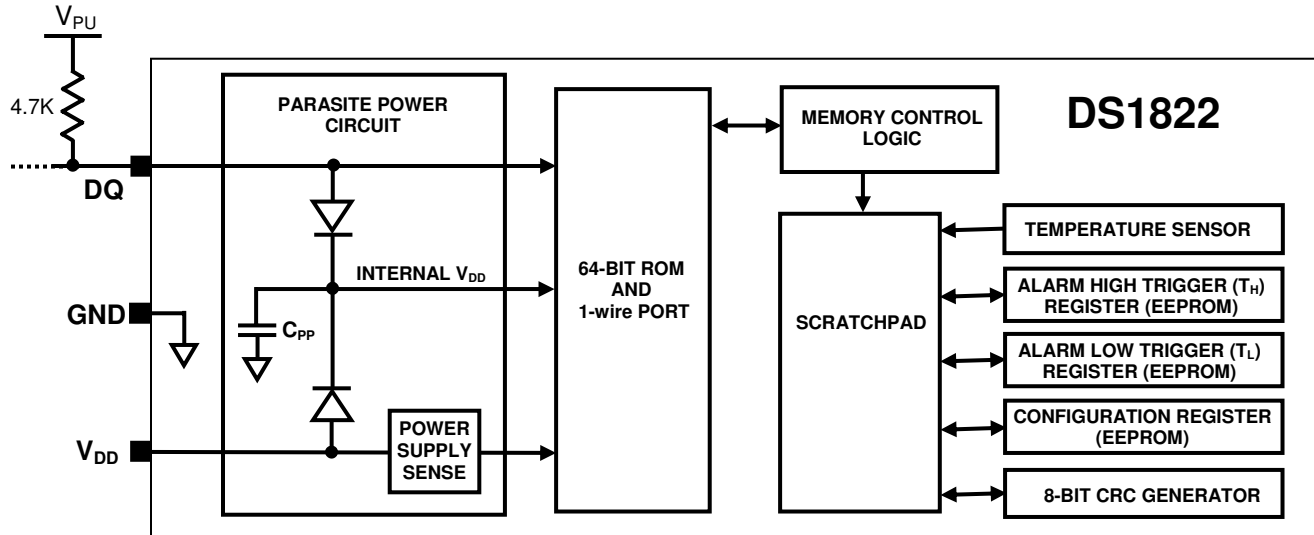 V_PU
4.7K
DQ
GND
V_DD
PARASITE POWER
CIRCUIT
INTERNAL V_DD
C_PP
POWER
SUPPLY
SENSE
64-BIT ROM
AND
1-wire PORT
MEMORY CONTROL
LOGIC
SCRATCHPAD
DS1822
TEMPERATURE SENSOR
ALARM HIGH TRIGGER (T_H)
REGISTER (EEPROM)
ALARM LOW TRIGGER (T_L)
REGISTER (EEPROM)
CONFIGURATION REGISTER
(EEPROM)
8-BIT CRC GENERATOR